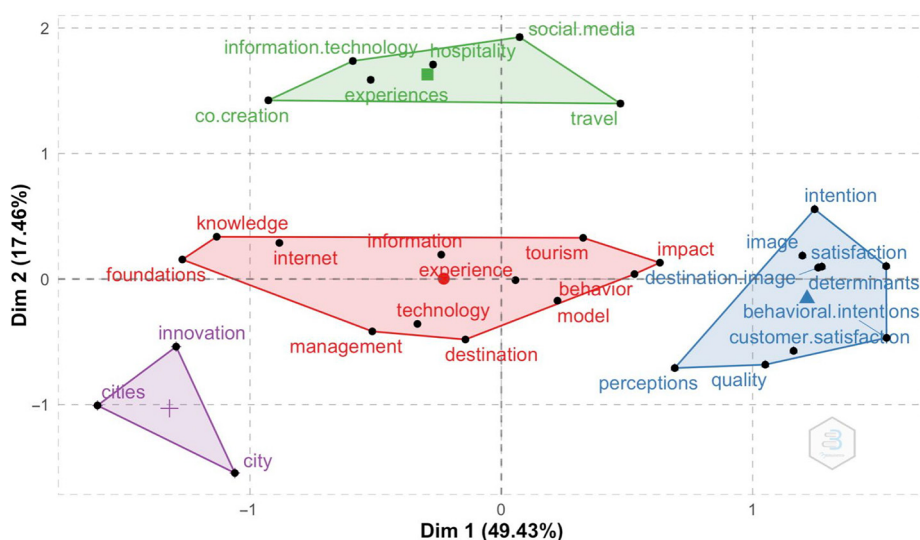 2
social.media
information.technology
hospitality
experiences
co.creation
travel
1
knowledge
intention
information
image
satisfaction
internet
tourism
impact
foundations
experience
destination.image
0
determinants
behavior
technology
model
behavioral.intentions
innovation
management
destination
customer.satisfaction
cities
perceptions
quality
−1
city
−1
0
1
Dim 1 (49.43%)
Dim 2 (17.46%)